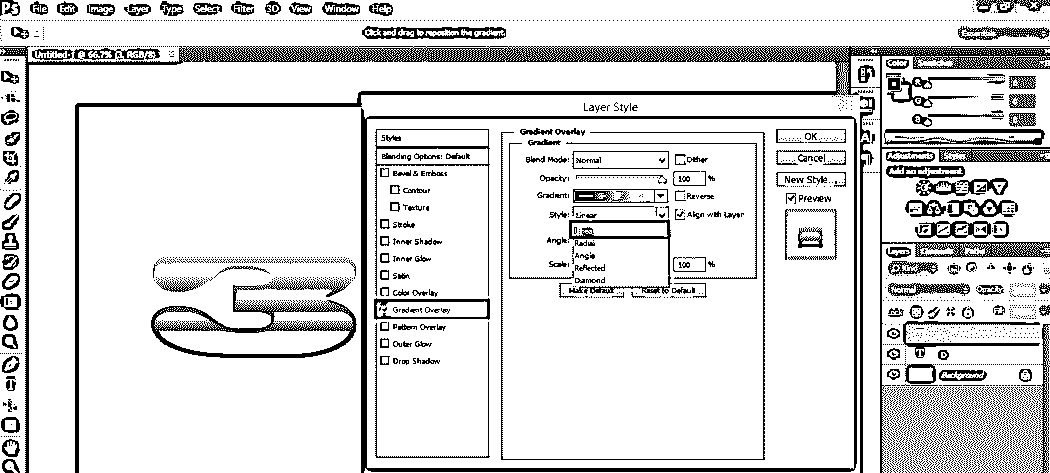 Ps File Edit Image Layer Type Select Filter 3D View Window Help
Click and drag to reposition the gradient.
Untitled-1 @ 66.7% (3, RGB/8)
Layer Style
Styles
Blending Options: Default
Bevel & Emboss
Contour
Texture
Stroke
Inner Shadow
Inner Glow
Satin
Color Overlay
Gradient Overlay
Pattern Overlay
Outer Glow
Drop Shadow
Gradient Overlay
Gradient
Blend Mode: Normal Dither
Opacity: 100 %
Gradient: Reverse
Style: Linear Align with Layer
Radial
Angle: Angle
Reflected
Scale: 100 %
Diamond
Make Default Reset to Default
OK
Cancel
New Style...
Preview
Color
Adjustments
Add an adjustment
Layers
Normal Opacity:
T
Background